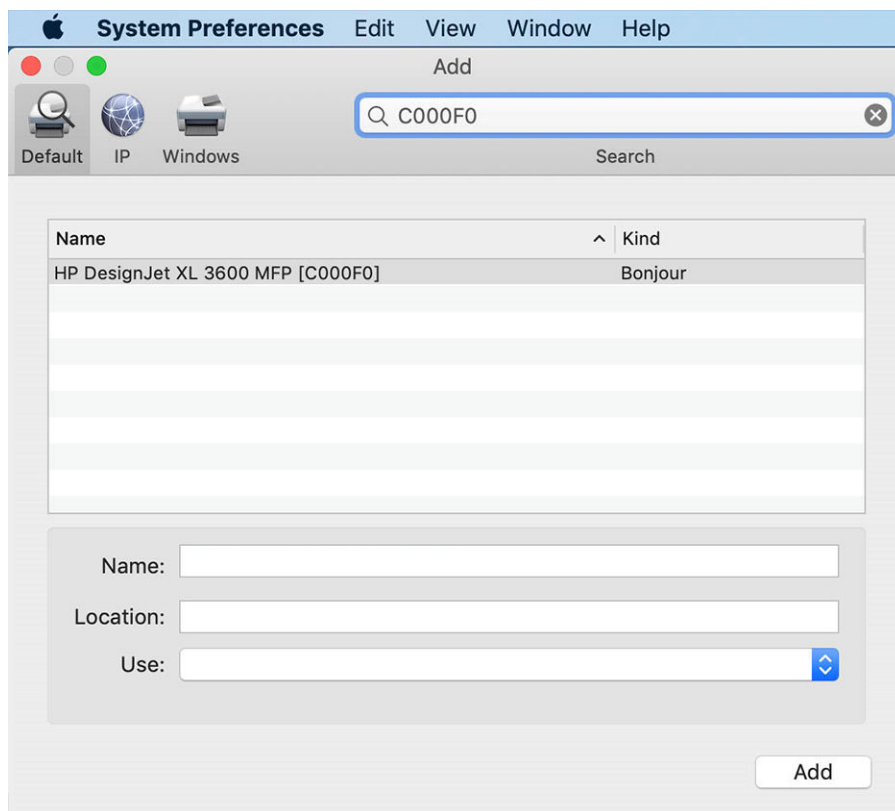 System Preferences Edit View Window Help
Add
C000F0
Default IP Windows Search
Name Kind
HP DesignJet XL 3600 MFP [C000F0] Bonjour
Name:
Location:
Use:
Add